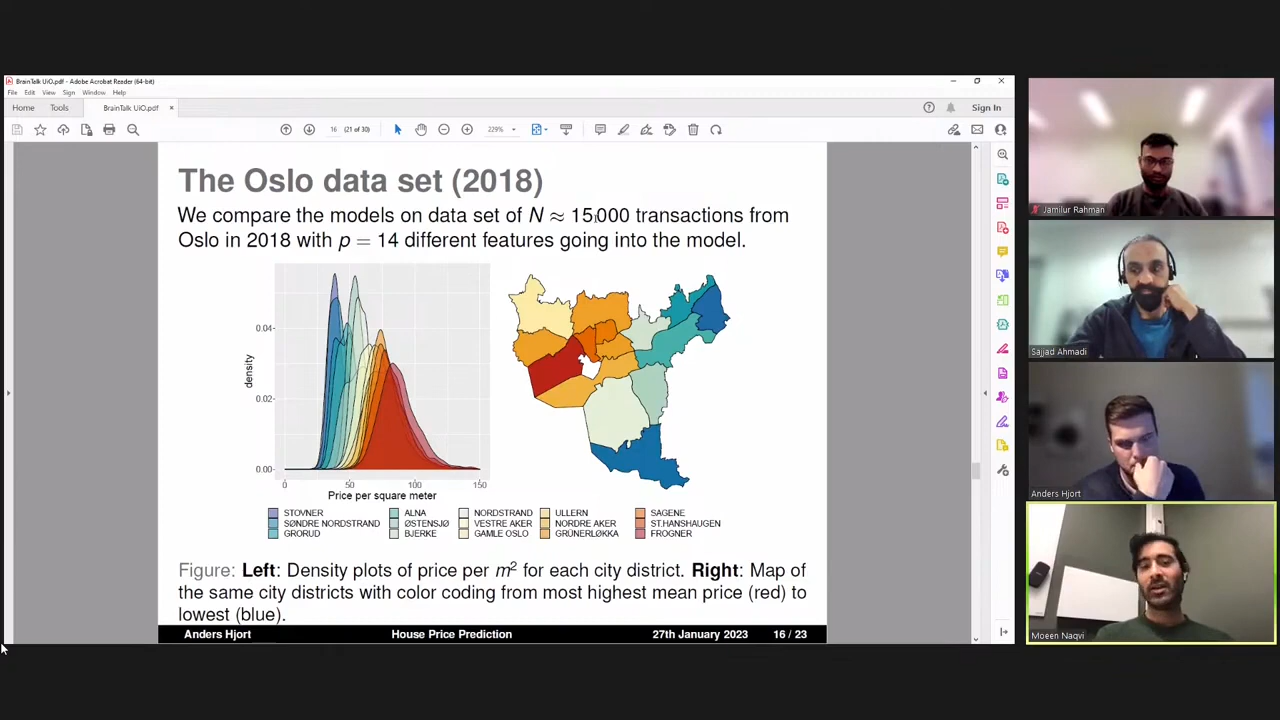 BrainTalk UiO.pdf - Adobe Acrobat Reader (64-bit)
File Edit View Sign Window Help
Home Tools BrainTalk UiO.pdf × Sign In
16 (21 of 30) 229%
The Oslo data set (2018)
We compare the models on data set of N ≈ 15,000 transactions from
Oslo in 2018 with p = 14 different features going into the model.
density
0.04
0.02
0.00
0 50 100 150
Price per square meter
STOVNER ALNA NORDSTRAND ULLERN SAGENE
SØNDRE NORDSTRAND ØSTENSJØ VESTRE AKER NORDRE AKER ST.HANSHAUGEN
GRORUD BJERKE GAMLE OSLO GRÜNERLØKKA FROGNER
Figure: Left: Density plots of price per m² for each city district. Right: Map of
the same city districts with color coding from most highest mean price (red) to
lowest (blue).
Anders Hjort House Price Prediction 27th January 2023 16 / 23
Jamilur Rahman
Sajjad Ahmadi
Anders Hjort
Moeen Naqvi